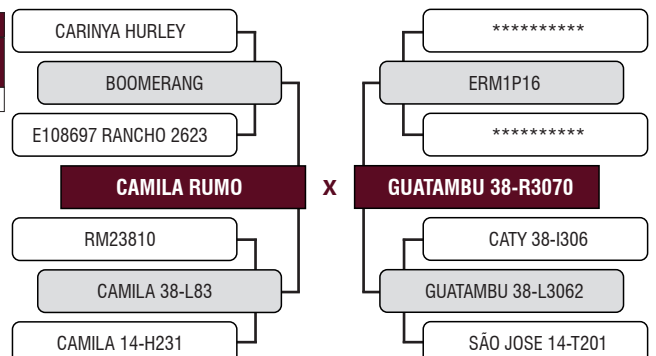 CARINYA HURLEY
BOOMERANG
E108697 RANCHO 2623
CAMILA RUMO
RM23810
CAMILA 38-L83
CAMILA 14-H231
X
**********
ERM1P16
**********
GUATAMBU 38-R3070
CATY 38-I306
GUATAMBU 38-L3062
SÃO JOSE 14-T201